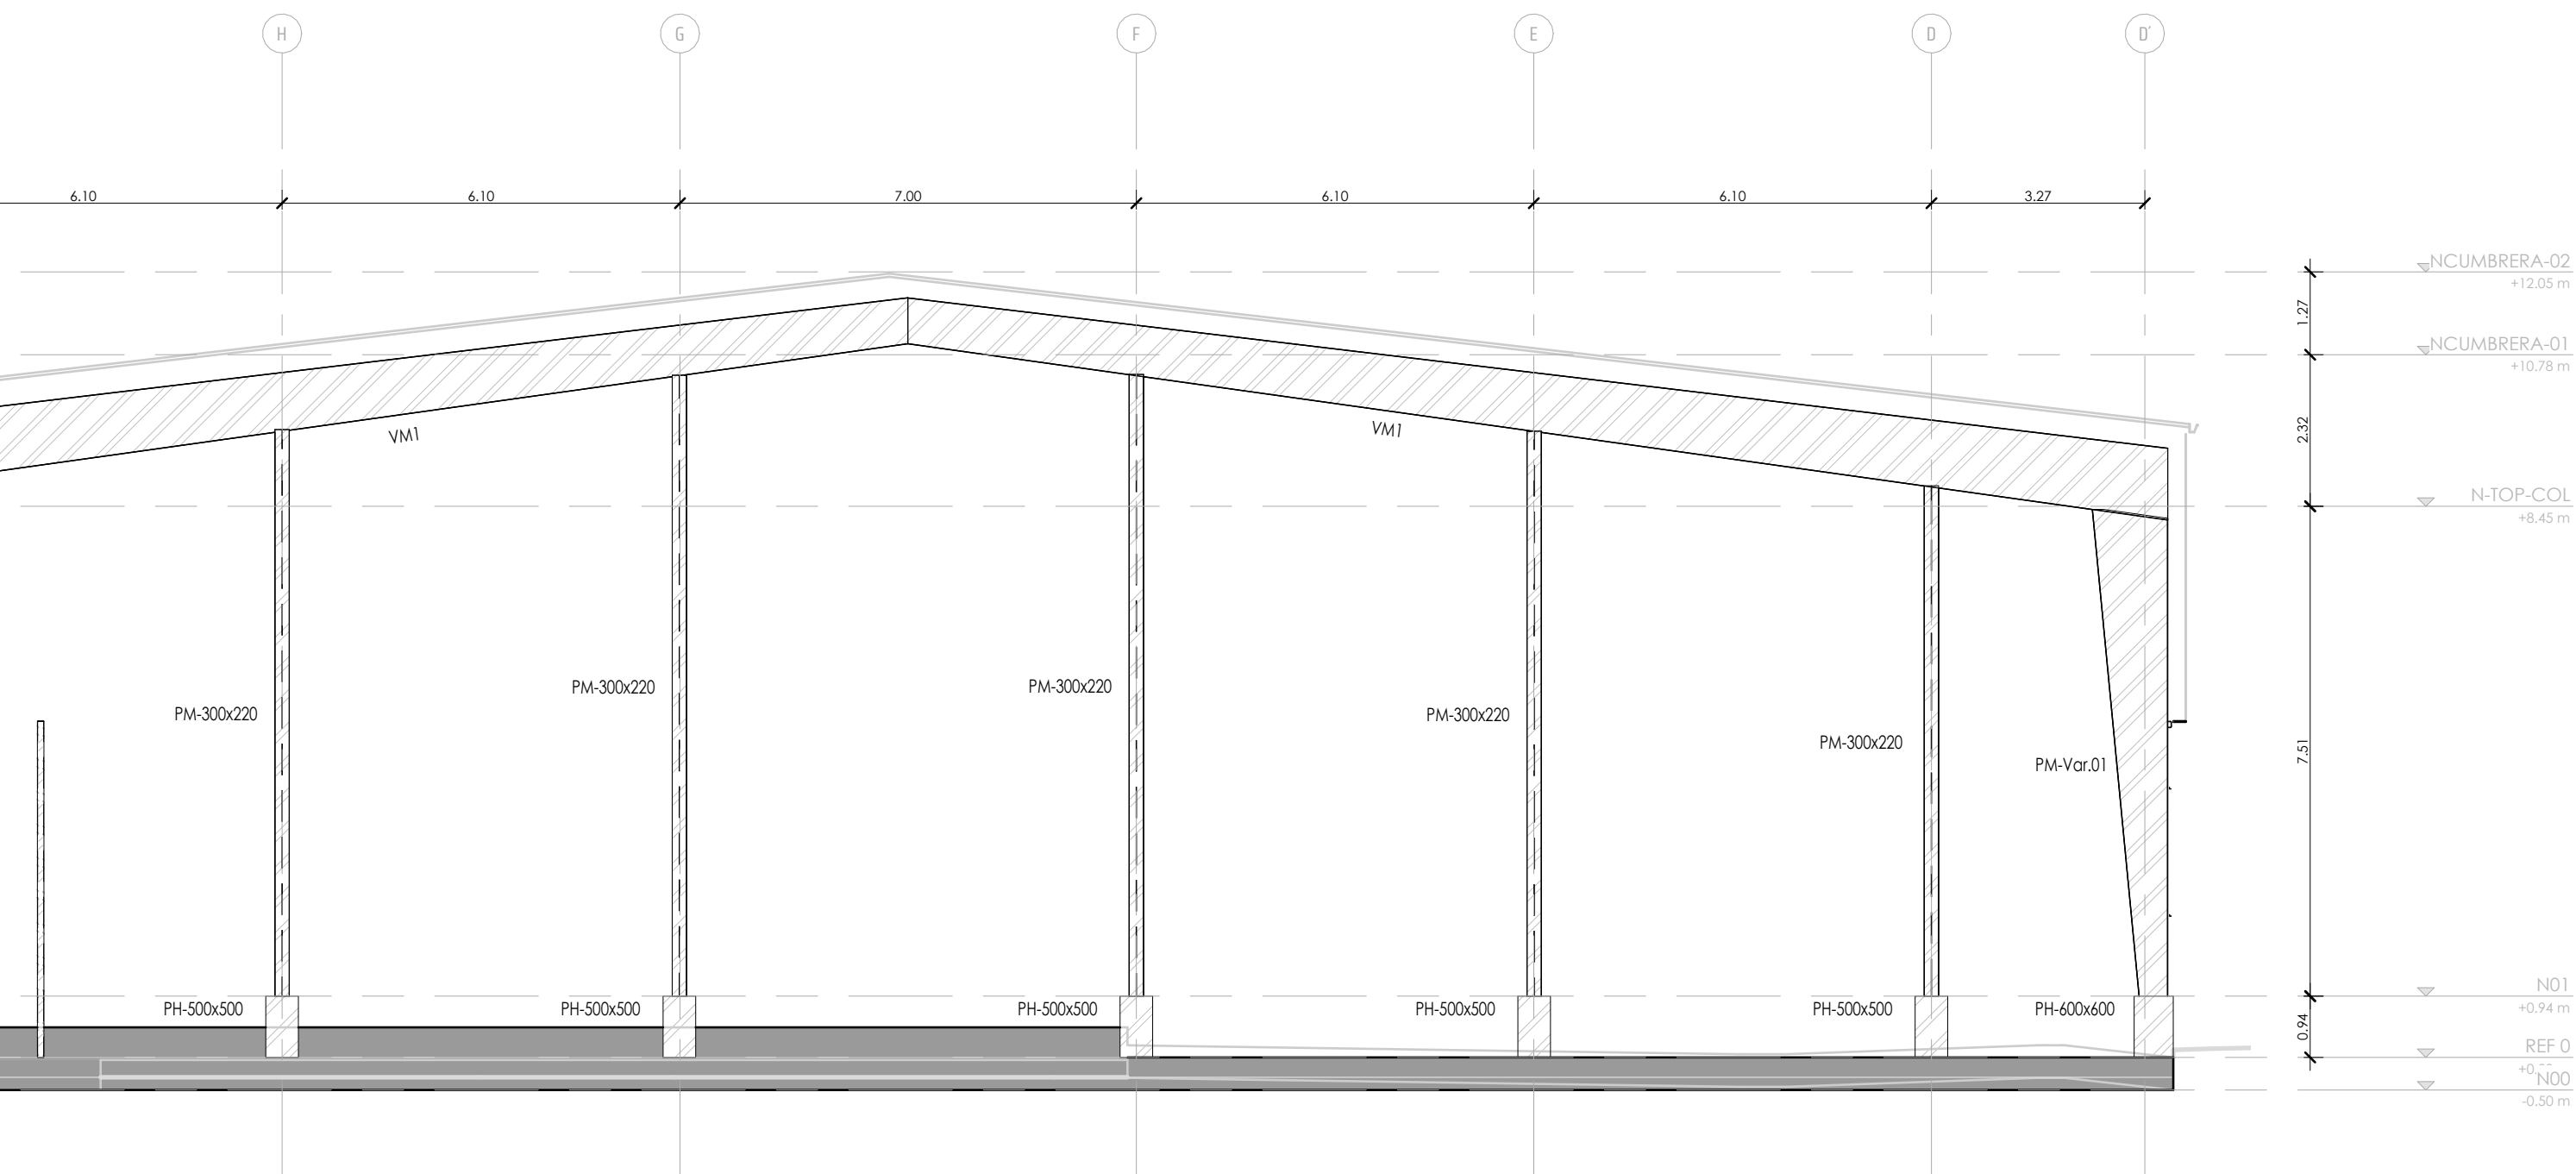 H
G
F
E
D
D'
6.10
6.10
7.00
6.10
6.10
3.27
NCUMBRERA-02
+12.05 m
1.27
NCUMBRERA-01
+10.78 m
2.32
VM1
VM1
N-TOP-COL
+8.45 m
PM-300x220
PM-300x220
PM-300x220
PM-300x220
PM-300x220
PM-Var.01
7.51
N01
+0.94 m
PH-500x500
PH-500x500
PH-500x500
PH-500x500
PH-500x500
PH-600x600
0.94
REF 0
N00
-0.50 m